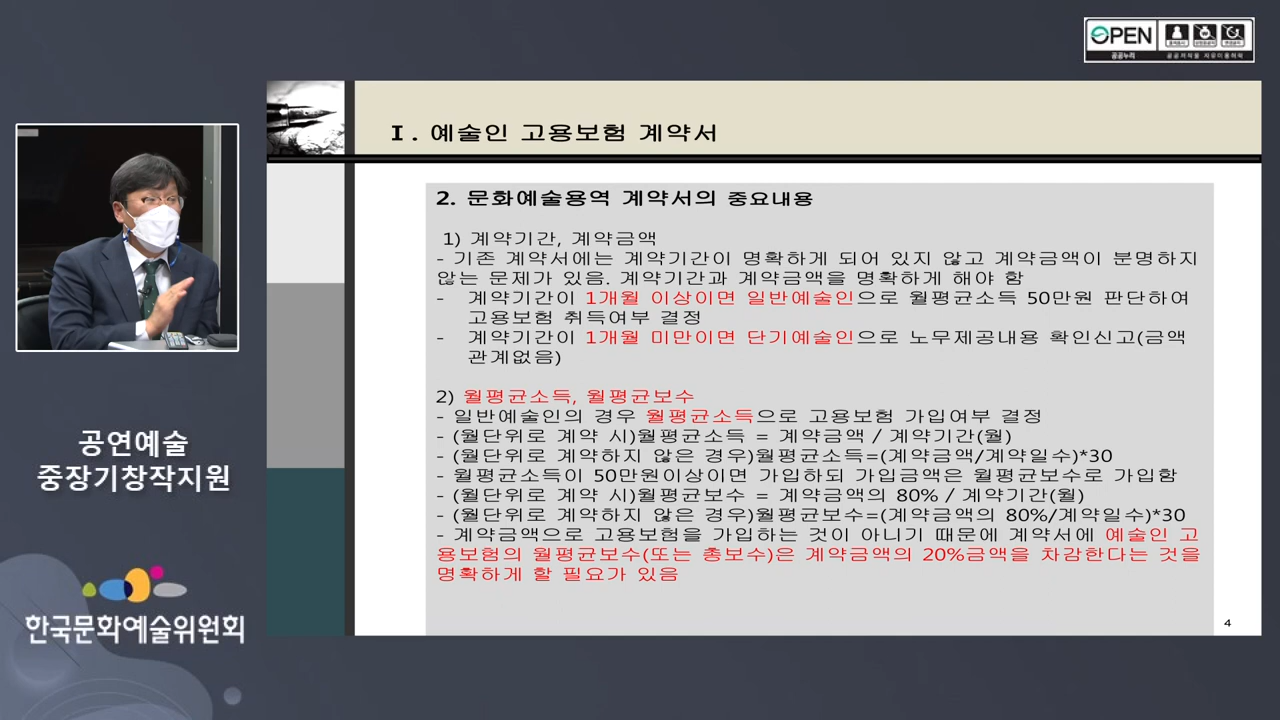 OPEN
공공누리
공공저작물 자유이용허락
Ⅰ. 예술인 고용보험 계약서
2. 문화예술용역 계약서의 중요내용
1) 계약기간, 계약금액
- 기존 계약서에는 계약기간이 명확하게 되어 있지 않고 계약금액이 분명하지
않는 문제가 있음. 계약기간과 계약금액을 명확하게 해야 함
- 계약기간이 1개월 이상이면 일반예술인으로 월평균소득 50만원 판단하여
고용보험 취득여부 결정
- 계약기간이 1개월 미만이면 단기예술인으로 노무제공내용 확인신고(금액
관계없음)
2) 월평균소득, 월평균보수
- 일반예술인의 경우 월평균소득으로 고용보험 가입여부 결정
- (월단위로 계약 시)월평균소득 = 계약금액 / 계약기간(월)
- (월단위로 계약하지 않은 경우)월평균소득=(계약금액/계약일수)*30
- 월평균소득이 50만원이상이면 가입하되 가입금액은 월평균보수로 가입함
- (월단위로 계약 시)월평균보수 = 계약금액의 80% / 계약기간(월)
- (월단위로 계약하지 않은 경우)월평균보수=(계약금액의 80%/계약일수)*30
- 계약금액으로 고용보험을 가입하는 것이 아니기 때문에 계약서에 예술인 고
용보험의 월평균보수(또는 총보수)은 계약금액의 20%금액을 차감한다는 것을
명확하게 할 필요가 있음
4
공연예술
중장기창작지원
한국문화예술위원회